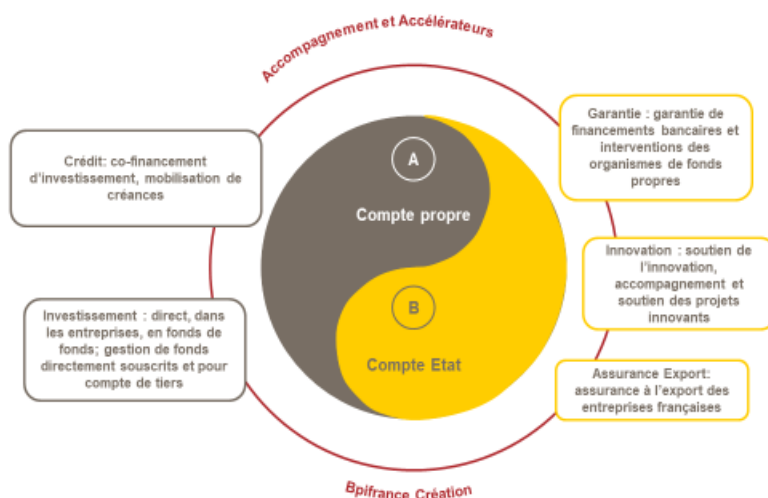 Accompagnement et Accélérateurs
Crédit: co-financement
d'investissement, mobilisation de
créances
Investissement : direct, dans
les entreprises, en fonds de
fonds; gestion de fonds
directement souscrits et pour
compte de tiers
A
Compte propre
B
Compte Etat
Garantie : garantie de
financements bancaires et
interventions des
organismes de fonds
propres
Innovation : soutien de
l'innovation,
accompagnement et
soutien des projets
innovants
Assurance Export:
assurance à l'export des
entreprises françaises
Bpifrance Création